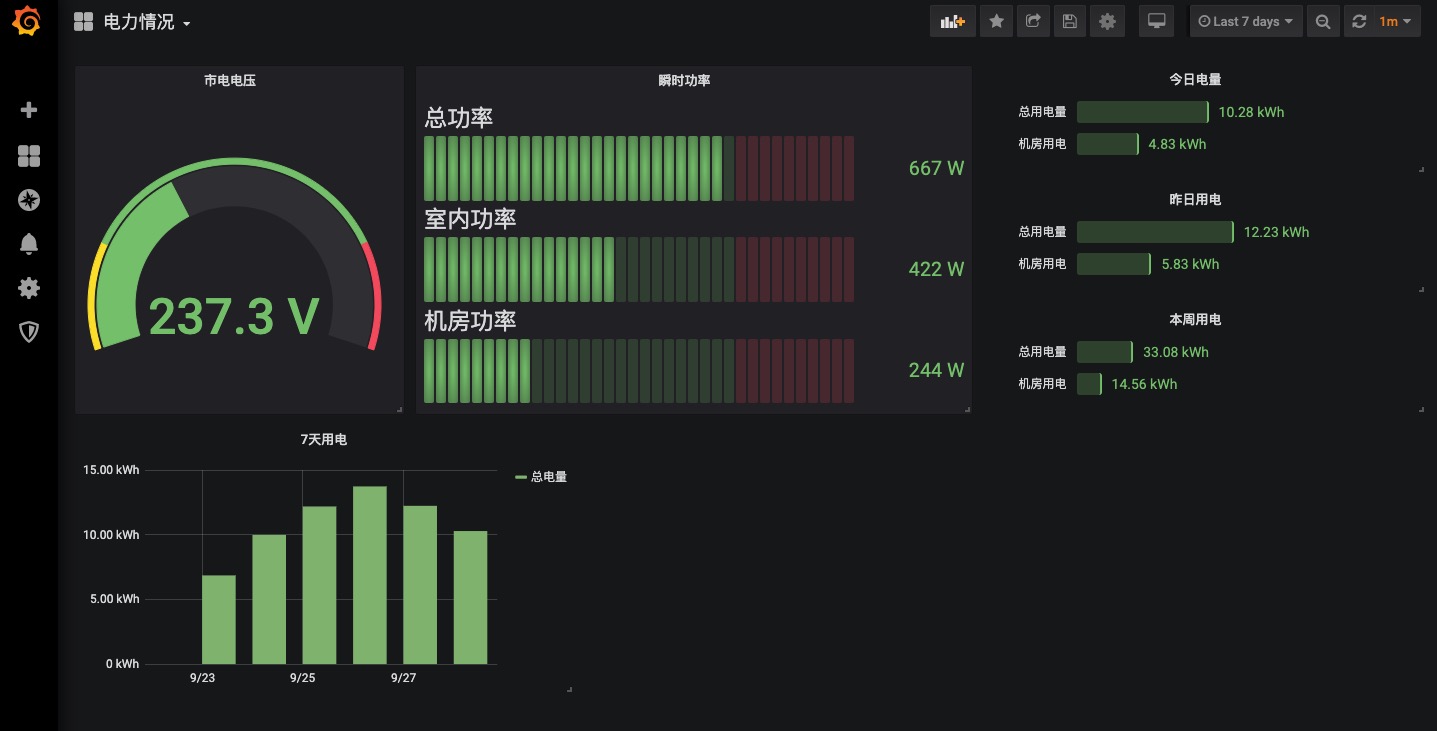 电力情况
Last 7 days
1m
市电电压
237.3 V
瞬时功率
总功率
667 W
室内功率
422 W
机房功率
244 W
今日电量
总用电量 10.28 kWh
机房用电 4.83 kWh
昨日用电
总用电量 12.23 kWh
机房用电 5.83 kWh
本周用电
总用电量 33.08 kWh
机房用电 14.56 kWh
7天用电
15.00 kWh
10.00 kWh
5.00 kWh
0 kWh
9/23 9/25 9/27
总电量